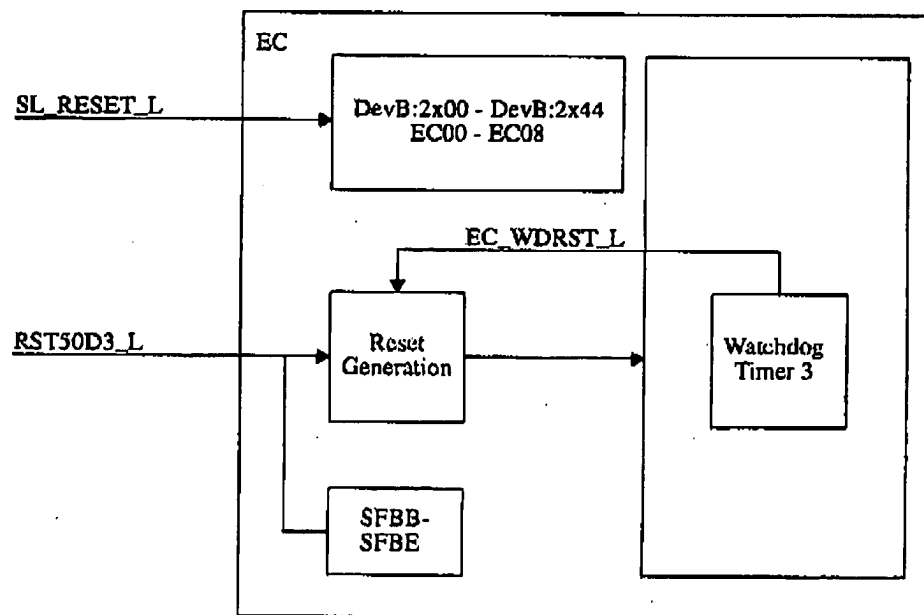 EC
SL_RESET_L
DevB:2x00 - DevB:2x44
EC00 - EC08
EC_WDRST_L
RST50D3_L
Reset
Generation
Watchdog
Timer 3
SFBB-
SFBE